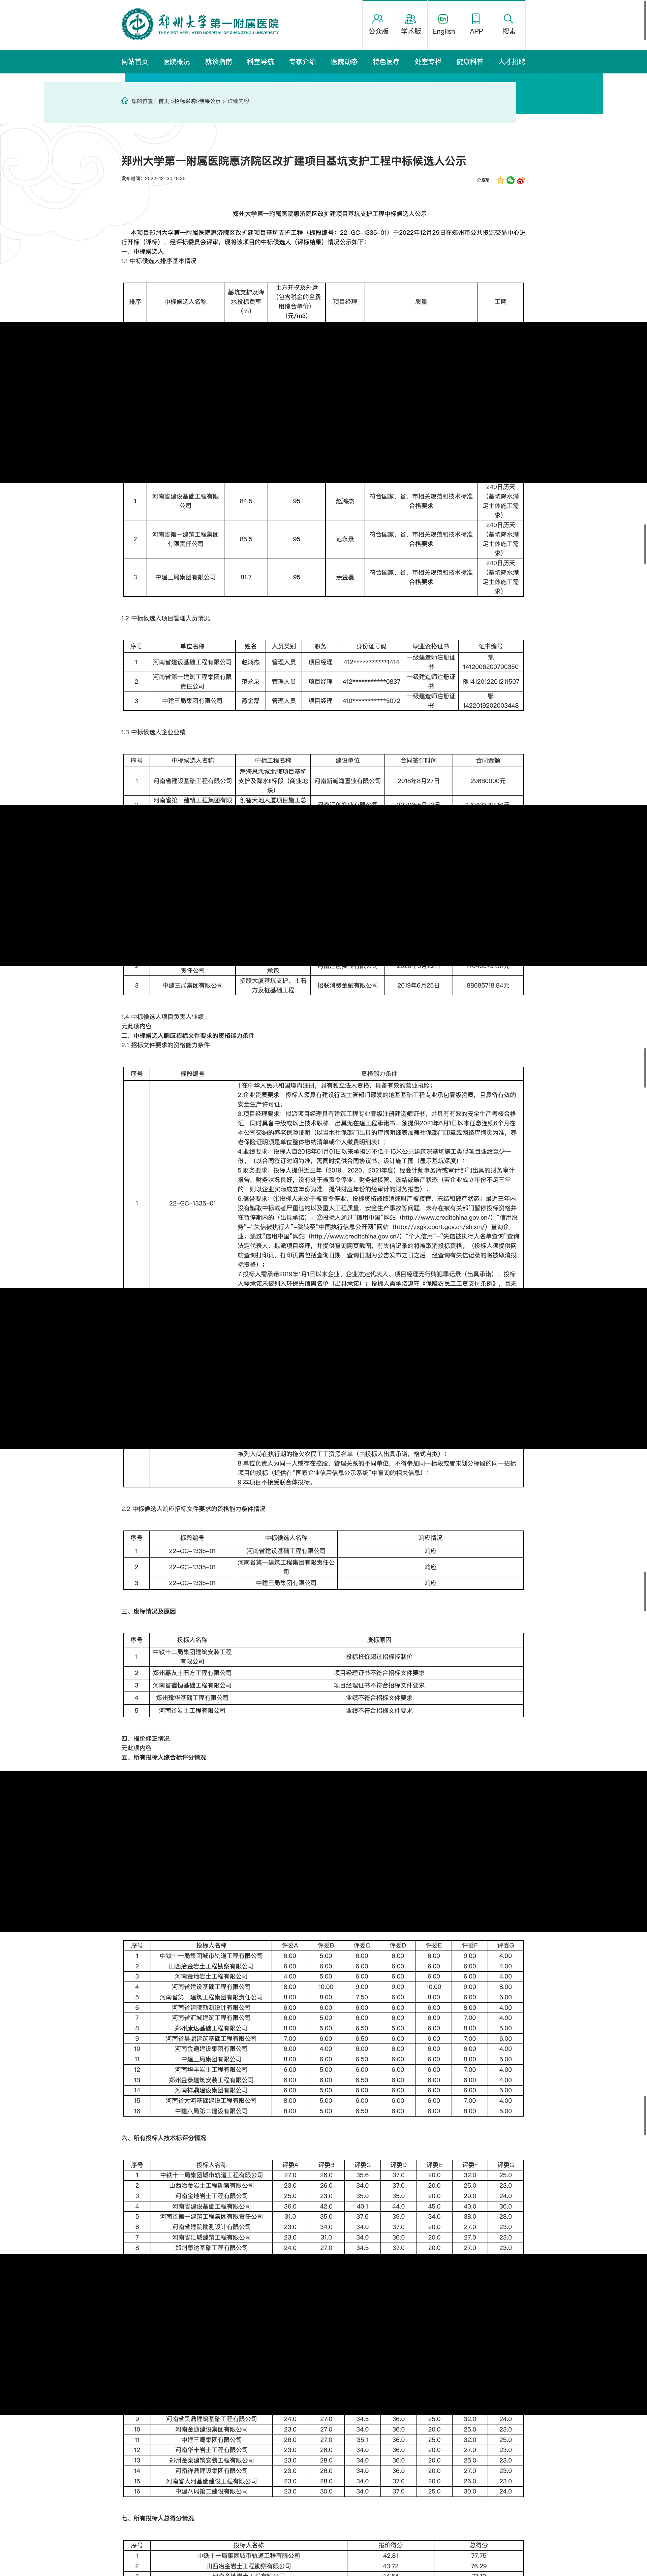 郑州大学第一附属医院
THE FIRST AFFILIATED HOSPITAL OF ZHENGZHOU UNIVERSITY
公众版 学术版 English APP 搜索
网站首页 医院概况 就诊指南 科室导航 专家介绍 医院动态 特色医疗 处室专栏 健康科普 人才招聘
您的位置：首页 >招标采购>结果公示 > 详细内容
郑州大学第一附属医院惠济院区改扩建项目基坑支护工程中标候选人公示
发布时间：2022-12-30 15:35
分享到：
郑州大学第一附属医院惠济院区改扩建项目基坑支护工程中标候选人公示
本项目郑州大学第一附属医院惠济院区改扩建项目基坑支护工程（标段编号：22-GC-1335-01）于2022年12月29日在郑州市公共资源交易中心进
行开标（评标），经评标委员会评审，现将该项目的中标候选人（评标结果）情况公示如下：
一、中标候选人
1.1 中标候选人排序基本情况
排序 中标候选人名称 基坑支护及降水投标费率（%） 土方开挖及外运（包含税金的全费用综合单价）（元/m3） 项目经理 质量 工期
1 河南省建设基础工程有限公司 84.5 95 赵鸿杰 符合国家、省、市相关规范和技术标准合格要求 240日历天（基坑降水满足主体施工需求）
2 河南省第一建筑工程集团有限责任公司 85.5 95 范永录 符合国家、省、市相关规范和技术标准合格要求 240日历天（基坑降水满足主体施工需求）
3 中建三局集团有限公司 81.7 95 燕金磊 符合国家、省、市相关规范和技术标准合格要求 240日历天（基坑降水满足主体施工需求）
1.2 中标候选人项目管理人员情况
序号 单位名称 姓名 人员类别 职务 身份证号码 职业资格证书 证书编号
1 河南省建设基础工程有限公司 赵鸿杰 管理人员 项目经理 412***********1414 一级建造师注册证书 豫1412006200700350
2 河南省第一建筑工程集团有限责任公司 范永录 管理人员 项目经理 412***********0837 一级建造师注册证书 豫1412012201211507
3 中建三局集团有限公司 燕金磊 管理人员 项目经理 410***********5072 一级建造师注册证书 鄂1422019202003448
1.3 中标候选人企业业绩
序号 中标候选人名称 中标工程名称 建设单位 合同签订时间 合同金额
1 河南省建设基础工程有限公司 瀚海思念城北院项目基坑支护及降水II标段（商业地块） 河南新瀚海置业有限公司 2018年8月27日 29680000元
河南省第一建筑工程集团有限 创智天地大厦项目施工总
责任公司 承包
3 中建三局集团有限公司 招联大厦基坑支护、土石方及桩基础工程 招联消费金融有限公司 2019年6月25日 88685718.84元
1.4 中标候选人项目负责人业绩
无此项内容
二、中标候选人响应招标文件要求的资格能力条件
2.1 招标文件要求的资格能力条件
序号 标段编号 资格能力条件
1 22-GC-1335-01
1.在中华人民共和国境内注册，具有独立法人资格，具备有效的营业执照；
2.企业资质要求：投标人须具有建设行政主管部门颁发的地基基础工程专业承包壹级资质，且具备有效的
安全生产许可证；
3.项目经理要求：拟派项目经理具有建筑工程专业壹级注册建造师证书，并具有有效的安全生产考核合格
证，同时具备中级或以上技术职称，出具无在建工程承诺书；须提供2021年6月1日以来任意连续6个月在
本公司交纳的养老保险证明（以当地社保部门出具的查询明细表加盖社保部门印章或网络查询页为准，养
老保险证明须是单位整体缴纳清单或个人缴费明细表）；
4.业绩要求：投标人自2018年01月01日以来承担过不低于15米公共建筑深基坑施工类似项目业绩至少一
份。（以合同签订时间为准，需同时提供合同协议书、设计施工图（显示基坑深度）；
5.财务要求：投标人提供近三年（2019、2020、2021年度）经会计师事务所或审计部门出具的财务审计
报告，财务状况良好，没有处于被责令停业，财务被接管、冻结或破产状态（若企业成立年份不足三年
的，则以企业实际成立年份为准，提供对应年份的经审计的财务报告）；
6.信誉要求：①投标人未处于被责令停业、投标资格被取消或财产被接管、冻结和破产状态；最近三年内
没有骗取中标或者严重违约以及重大工程质量、安全生产事故等问题，未存在被有关部门暂停投标资格并
在暂停期内的（出具承诺）；②投标人通过“信用中国”网站（http://www.creditchina.gov.cn/）“信用服
务”-“失信被执行人”-跳转至“中国执行信息公开网”网站（http://zxgk.court.gov.cn/shixin/）查询企
业；通过“信用中国”网站（http://www.creditchina.gov.cn/）“个人信用”-“失信被执行人名单查询”查询
法定代表人、拟派项目经理，并提供查询网页截图，有失信记录的将被取消投标资格。（投标人须提供网
站查询打印页，打印页需包括查询日期，查询日期为公告发布之日之后，经查询有失信记录的将被取消投
标资格）；
7.投标人需承诺2019年1月1日以来企业、企业法定代表人、项目经理无行贿犯罪记录（出具承诺）；投标
人需承诺未被列入环保失信黑名单（出具承诺）；投标人需承诺遵守《保障农民工工资支付条例》，且未
被列入尚在执行期的拖欠农民工工资黑名单（由投标人出具承诺，格式自拟）；
8.单位负责人为同一人或存在控股、管理关系的不同单位，不得参加同一标段或者未划分标段的同一招标
项目的投标（提供在“国家企业信用信息公示系统”中查询的相关信息）；
9.本项目不接受联合体投标。
2.2 中标候选人响应招标文件要求的资格能力条件情况
序号 标段编号 中标候选人名称 响应情况
1 22-GC-1335-01 河南省建设基础工程有限公司 响应
2 22-GC-1335-01 河南省第一建筑工程集团有限责任公司 响应
3 22-GC-1335-01 中建三局集团有限公司 响应
三、废标情况及原因
序号 投标人名称 废标原因
1 中铁十二局集团建筑安装工程有限公司 投标报价超过招标控制价
2 郑州嘉友土石方工程有限公司 项目经理证书不符合招标文件要求
3 河南省鑫恒基础工程有限公司 项目经理证书不符合招标文件要求
4 郑州豫华基础工程有限公司 业绩不符合招标文件要求
5 河南省岩土工程有限公司 业绩不符合招标文件要求
四、报价修正情况
无此项内容
五、所有投标人综合标评分情况
序号 投标人名称 评委A 评委B 评委C 评委D 评委E 评委F 评委G
1 中铁十一局集团城市轨道工程有限公司 6.00 5.00 6.00 6.00 6.00 9.00 4.00
2 山西冶金岩土工程勘察有限公司 6.00 6.00 6.00 6.00 6.00 6.00 4.00
3 河南金地岩土工程有限公司 4.00 5.00 6.00 6.00 6.00 6.00 4.00
4 河南省建设基础工程有限公司 8.00 10.00 9.00 9.00 10.00 9.00 8.00
5 河南省第一建筑工程集团有限责任公司 8.00 8.00 7.50 6.00 8.00 6.00 6.00
6 河南省建院勘测设计有限公司 6.00 6.00 6.00 6.00 6.00 8.00 4.00
7 河南省汇城建筑工程有限公司 6.00 5.00 6.00 6.00 6.00 7.00 4.00
8 郑州康达基础工程有限公司 8.00 5.00 6.50 5.00 6.00 8.00 5.00
9 河南省昊鼎建筑基础工程有限公司 7.00 6.00 6.50 6.00 6.00 7.00 6.00
10 河南金通建设集团有限公司 6.00 4.00 6.00 6.00 6.00 6.00 4.00
11 中建三局集团有限公司 8.00 6.00 6.50 6.00 6.00 8.00 5.00
12 河南华丰岩土工程有限公司 6.00 5.00 6.00 6.00 6.00 7.00 4.00
13 郑州金泰建筑安装工程有限公司 6.00 6.00 6.50 6.00 6.00 6.00 4.00
14 河南祥鼎建设集团有限公司 6.00 5.00 6.00 6.00 6.00 6.00 5.00
15 河南省大河基础建设工程有限公司 8.00 5.00 6.00 6.00 6.00 7.00 4.00
16 中建八局第二建设有限公司 8.00 5.00 6.50 6.00 6.00 8.00 5.00
六、所有投标人技术标评分情况
序号 投标人名称 评委A 评委B 评委C 评委D 评委E 评委F 评委G
1 中铁十一局集团城市轨道工程有限公司 27.0 26.0 35.6 37.0 20.0 32.0 25.0
2 山西冶金岩土工程勘察有限公司 23.0 26.0 34.0 37.0 20.0 25.0 23.0
3 河南金地岩土工程有限公司 25.0 23.0 35.0 35.0 20.0 29.0 24.0
4 河南省建设基础工程有限公司 36.0 42.0 40.1 44.0 45.0 40.0 36.0
5 河南省第一建筑工程集团有限责任公司 31.0 35.0 37.6 39.0 34.0 38.0 28.0
6 河南省建院勘测设计有限公司 23.0 34.0 34.0 37.0 20.0 27.0 23.0
7 河南省汇城建筑工程有限公司 23.0 31.0 34.0 36.0 20.0 27.0 23.0
8 郑州康达基础工程有限公司 24.0 27.0 34.5 37.0 20.0 27.0 23.0
9 河南省昊鼎建筑基础工程有限公司 24.0 27.0 34.5 36.0 25.0 32.0 24.0
10 河南金通建设集团有限公司 23.0 27.0 34.0 36.0 20.0 25.0 23.0
11 中建三局集团有限公司 26.0 27.0 35.1 36.0 25.0 32.0 25.0
12 河南华丰岩土工程有限公司 23.0 26.0 34.0 36.0 20.0 27.0 23.0
13 郑州金泰建筑安装工程有限公司 23.0 28.0 34.0 36.0 20.0 25.0 23.0
14 河南祥鼎建设集团有限公司 23.0 26.0 34.0 36.0 20.0 27.0 23.0
15 河南省大河基础建设工程有限公司 23.0 28.0 34.0 37.0 20.0 26.0 23.0
16 中建八局第二建设有限公司 23.0 30.0 34.0 37.0 25.0 30.0 24.0
七、所有投标人总得分情况
序号 投标人名称 报价得分 总得分
1 中铁十一局集团城市轨道工程有限公司 42.81 77.75
2 山西冶金岩土工程勘察有限公司 43.72 76.29